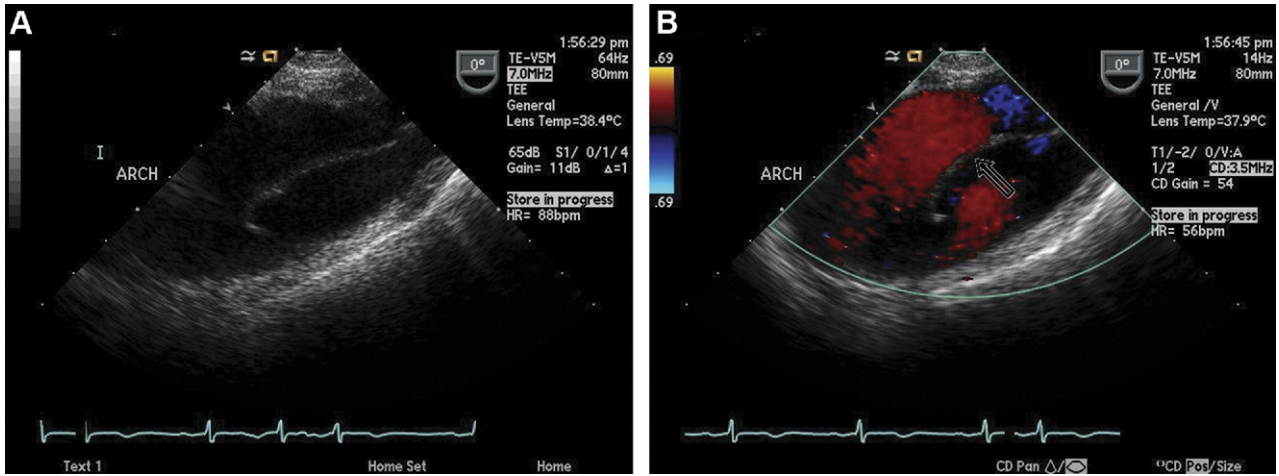 A
1:56:29 pm
TE-V5M 64Hz
7.0MHz 80mm
TEE
General
Lens Temp=38.4°C
65dB S1/ 0/1/4
Gain= 11dB Δ=1
Store in progress
HR= 88bpm
0°
I
ARCH
Text 1 Home Set Home
B
.69
.69
1:56:45 pm
TE-V5M 14Hz
7.0MHz 80mm
TEE
General /V
Lens Temp=37.9°C
T1/-2/ 0/V:A
1/2 CD:3.5MHz
CD Gain = 54
Store in progress
HR= 56bpm
0°
ARCH
CD Pan °CD Pos/Size